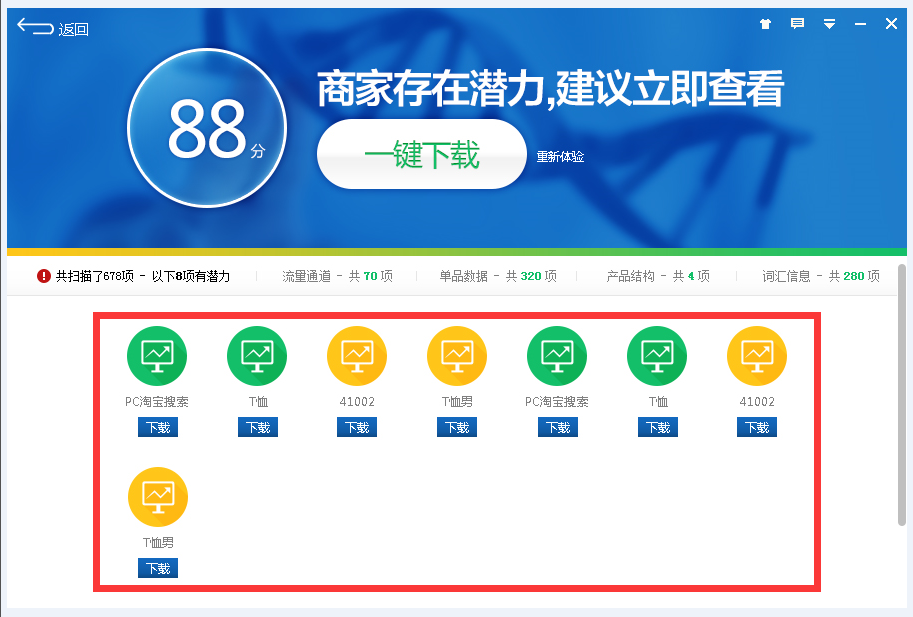 返回
商家存在潜力,建议立即查看
88分
一键下载 重新体验
共扫描了678项 - 以下8项有潜力 流量通道 - 共 70 项 单品数据 - 共 320 项 产品结构 - 共 4 项 词汇信息 - 共 280 项
PC淘宝搜索 T恤 41002 T恤男 PC淘宝搜索 T恤 41002
下载 下载 下载 下载 下载 下载 下载
T恤男
下载